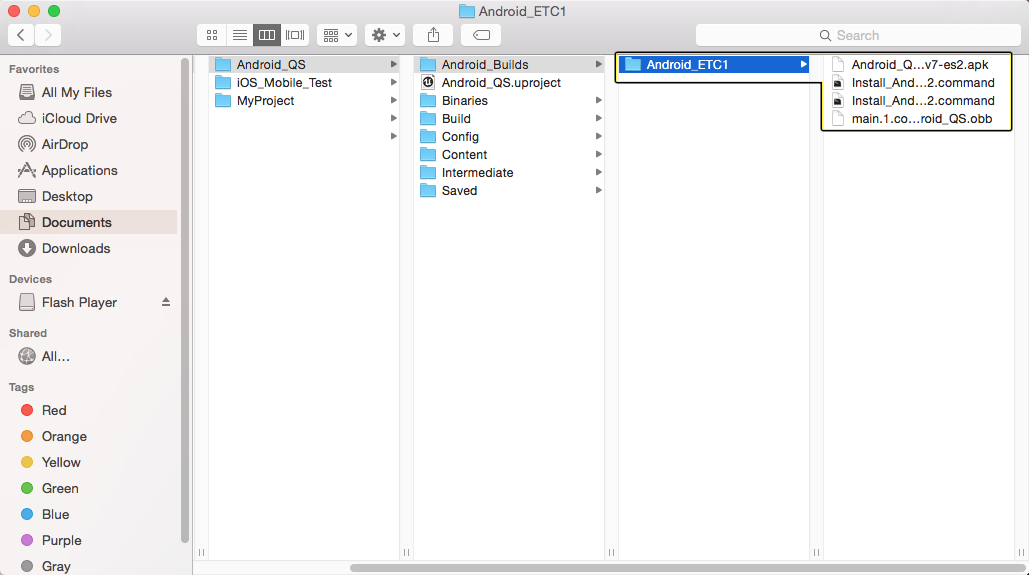 Android_ETC1
Search
Favorites
All My Files
iCloud Drive
AirDrop
Applications
Desktop
Documents
Downloads
Devices
Flash Player
Shared
All...
Tags
Red
Orange
Yellow
Green
Blue
Purple
Gray
Android_QS
iOS_Mobile_Test
MyProject
Android_Builds
Android_QS.uproject
Binaries
Build
Config
Content
Intermediate
Saved
Android_ETC1
Android_Q...v7-es2.apk
Install_And...2.command
Install_And...2.command
main.1.co...roid_QS.obb